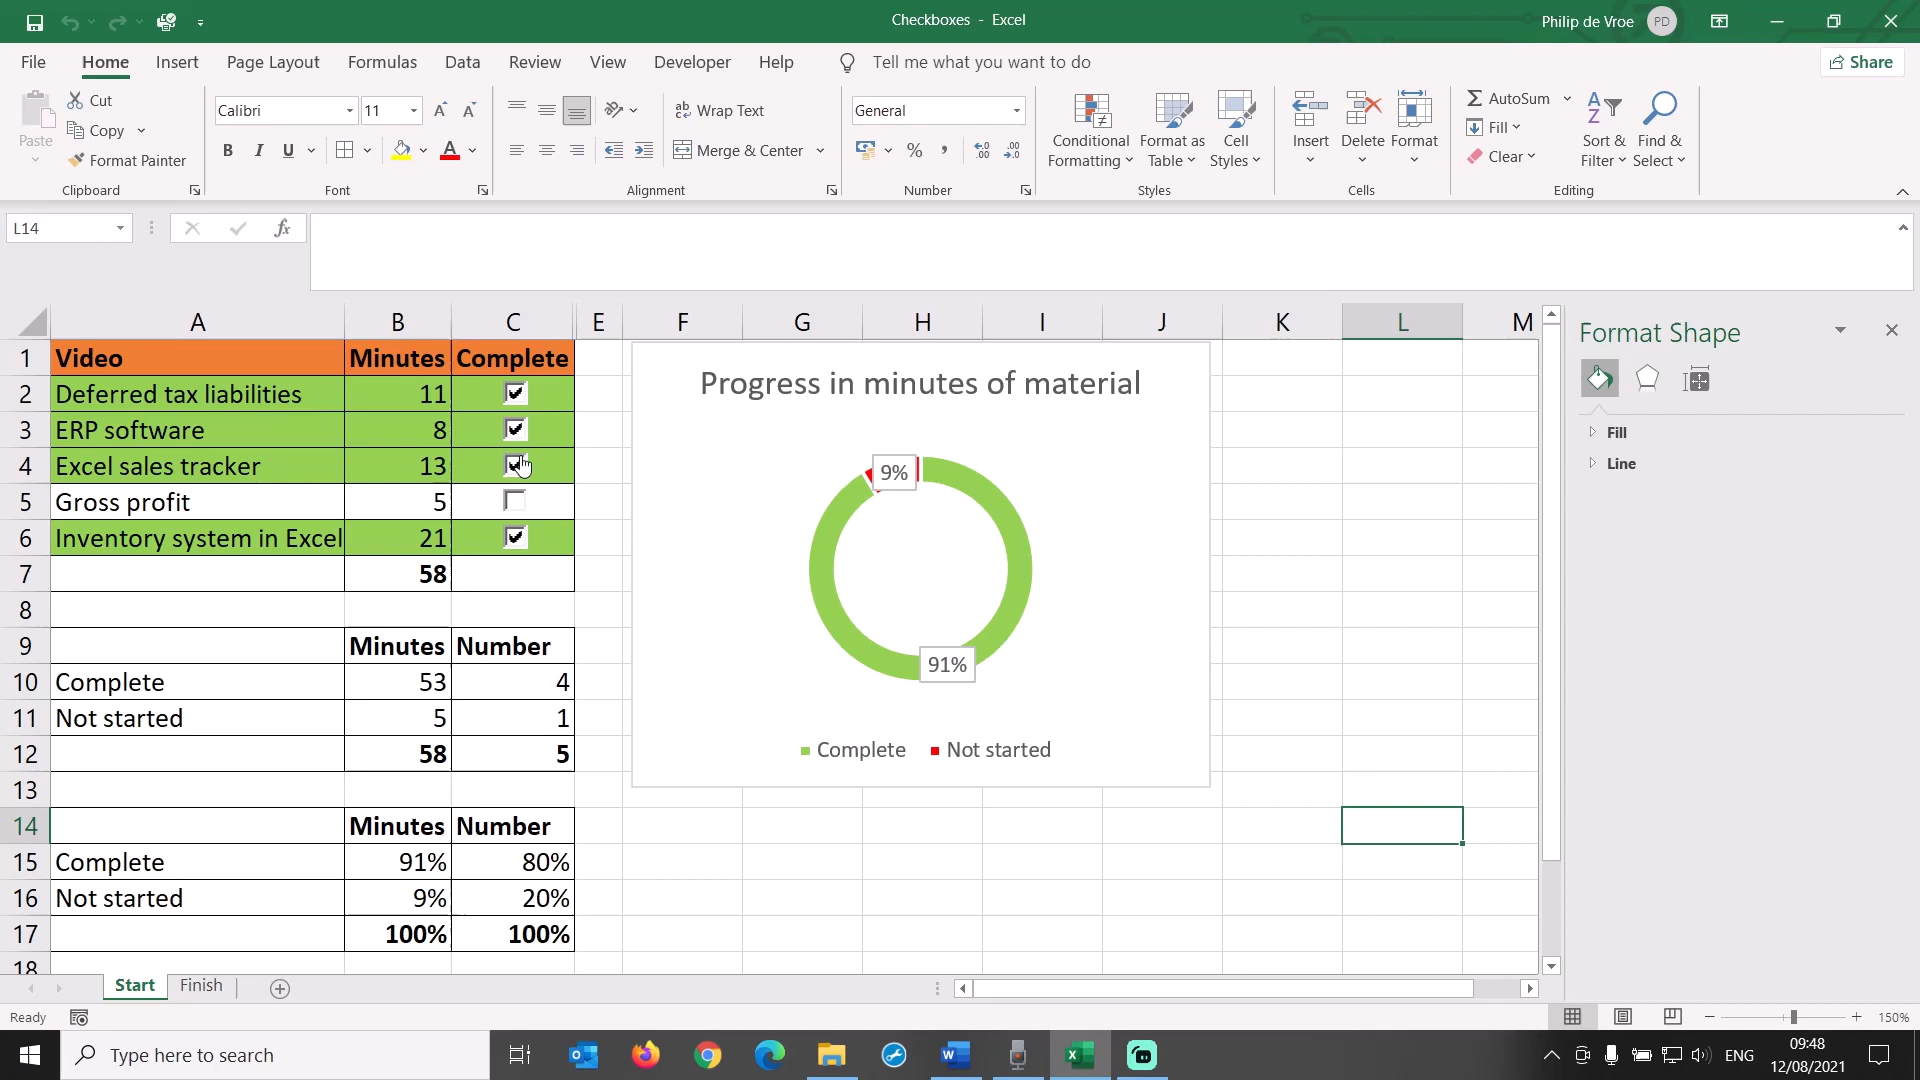 Checkboxes - Excel
Philip de Vroe PD
File Home Insert Page Layout Formulas Data Review View Developer Help Tell me what you want to do Share
Paste
Cut
Copy
Format Painter
Clipboard
Calibri 11
A A
B I U A
Font
ab Wrap Text
Merge & Center
Alignment
General
% , .00 .00
Number
Conditional Formatting
Format as Table
Cell Styles
Styles
Insert Delete Format
Cells
AutoSum
Fill
Clear
Sort & Filter
Find & Select
Editing
L14 fx
A B C E F G H I J K L M
1 Video Minutes Complete
2 Deferred tax liabilities 11
3 ERP software 8
4 Excel sales tracker 13
5 Gross profit 5
6 Inventory system in Excel 21
7 58
8
9 Minutes Number
10 Complete 53 4
11 Not started 5 1
12 58 5
13
14 Minutes Number
15 Complete 91% 80%
16 Not started 9% 20%
17 100% 100%
18
Progress in minutes of material
9%
91%
Complete Not started
Format Shape
Fill
Line
Start Finish
Ready 150%
Type here to search
ENG
09:48
12/08/2021